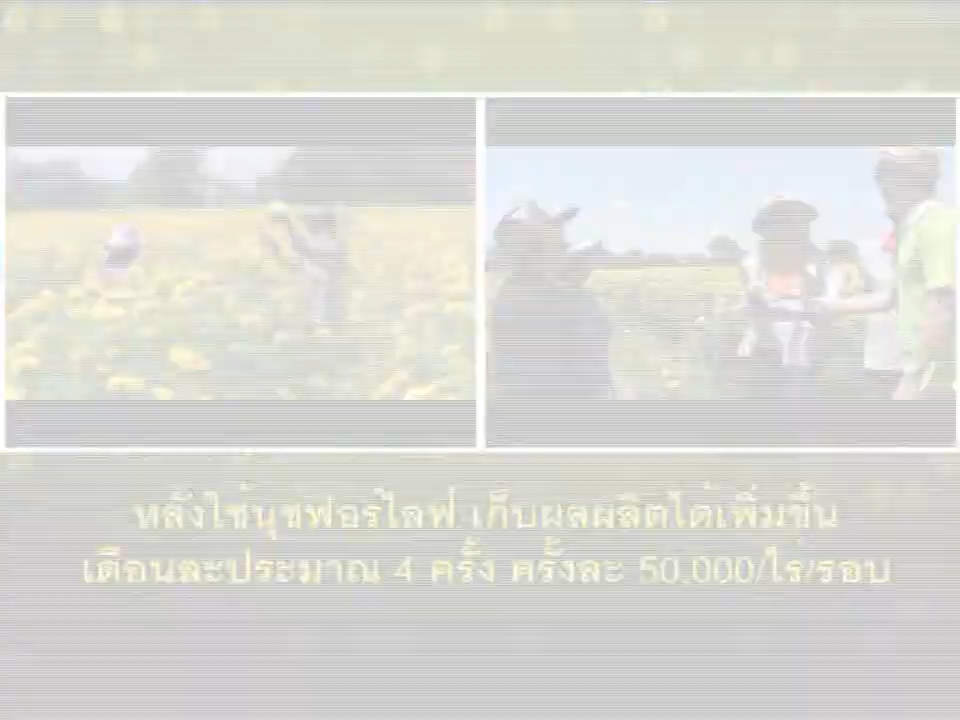 หลังใช้นุชฟอร์ไลฟ์ เก็บผลผลิตได้เพิ่มขึ้น
เดือนละประมาณ 4 ครั้ง ครั้งละ 50,000/ไร่/รอบ